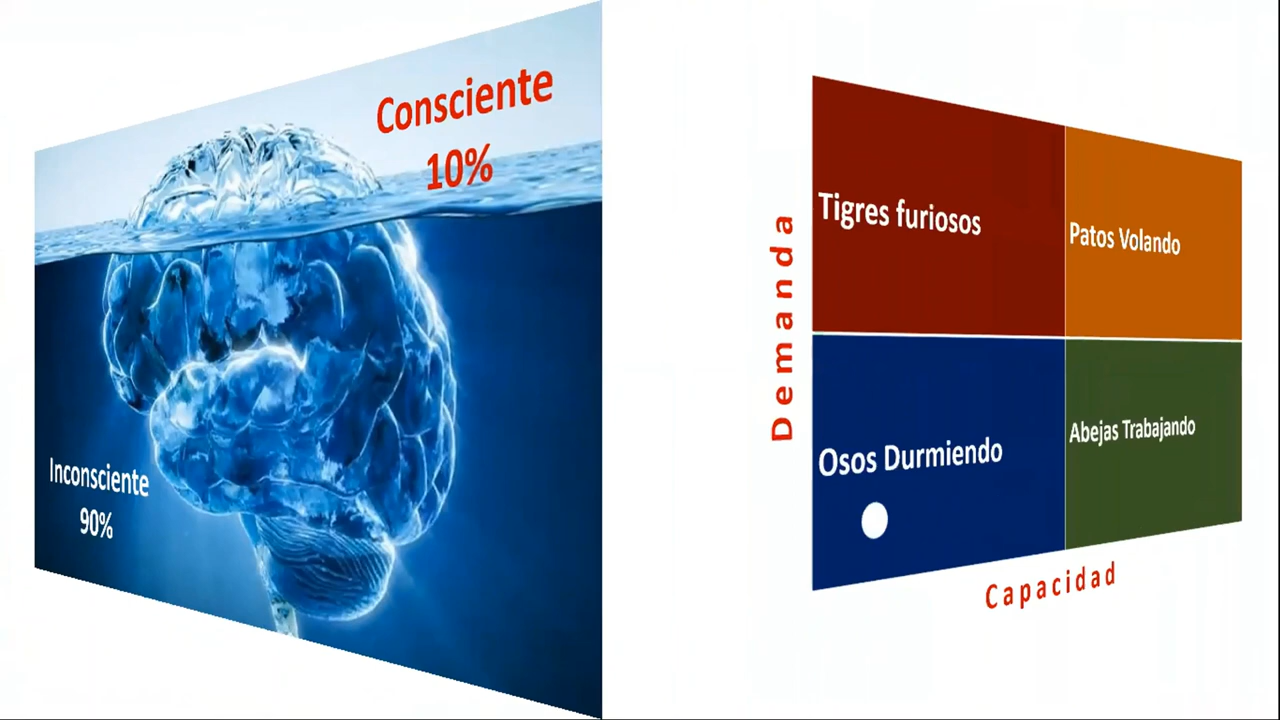 Consciente
10%
Inconsciente
90%
Demanda
Tigres furiosos
Patos Volando
Osos Durmiendo
Abejas Trabajando
Capacidad